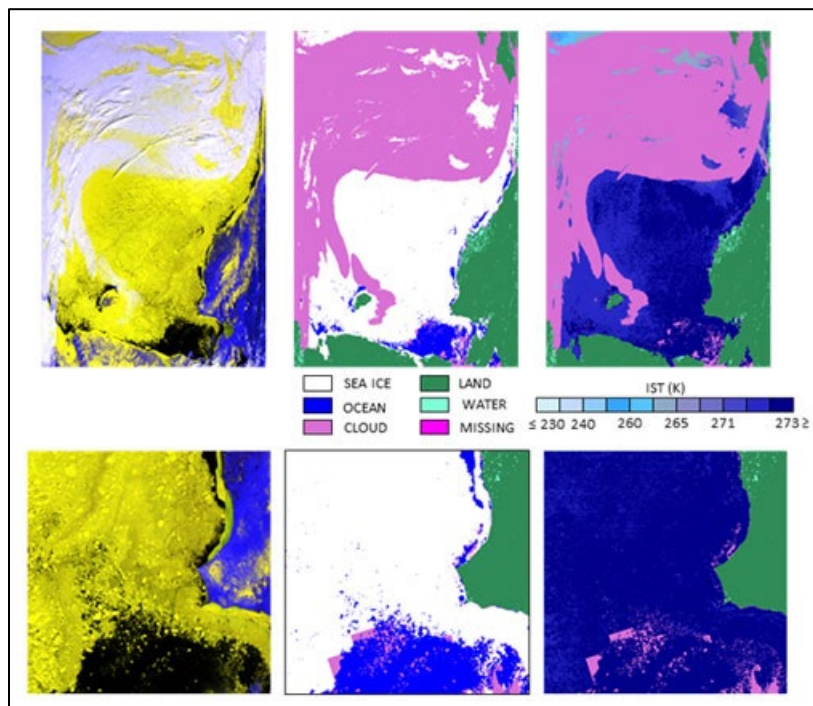 SEA ICE LAND
OCEAN WATER
CLOUD MISSING
IST (K)
≤ 230 240 260 265 271 273 ≥